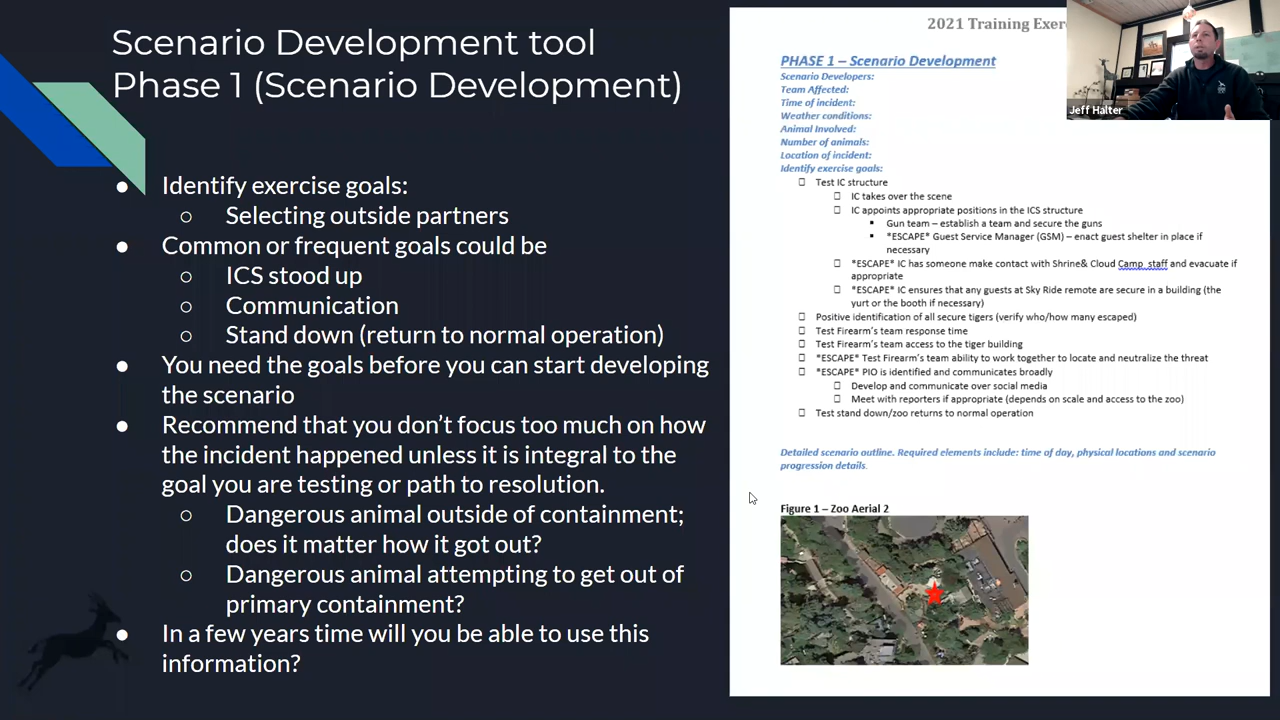 Scenario Development tool
Phase 1 (Scenario Development)
● Identify exercise goals:
○ Selecting outside partners
● Common or frequent goals could be
○ ICS stood up
○ Communication
○ Stand down (return to normal operation)
● You need the goals before you can start developing
the scenario
● Recommend that you don't focus too much on how
the incident happened unless it is integral to the
goal you are testing or path to resolution.
○ Dangerous animal outside of containment;
does it matter how it got out?
○ Dangerous animal attempting to get out of
primary containment?
● In a few years time will you be able to use this
information?
2021 Training
PHASE 1 – Scenario Development
Scenario Developers:
Team Affected:
Time of incident:
Weather conditions:
Animal Involved:
Number of animals:
Location of incident:
Identify exercise goals:
☐ Test IC structure
☐ IC takes over the scene
☐ IC appoints appropriate positions in the ICS structure
▪ Gun team – establish a team and secure the guns
▪ *ESCAPE* Guest Service Manager (GSM) – enact guest shelter in place if
necessary
☐ *ESCAPE* IC has someone make contact with Shrine& Cloud Camp staff and evacuate if
appropriate
☐ *ESCAPE* IC ensures that any guests at Sky Ride remote are secure in a building (the
yurt or the booth if necessary)
☐ Positive identification of all secure tigers (verify who/how many escaped)
☐ Test Firearm's team response time
☐ Test Firearm's team access to the tiger building
☐ *ESCAPE* Test Firearm's team ability to work together to locate and neutralize the threat
☐ *ESCAPE* PIO is identified and communicates broadly
☐ Develop and communicate over social media
☐ Meet with reporters if appropriate (depends on scale and access to the zoo)
☐ Test stand down/zoo returns to normal operation
Detailed scenario outline. Required elements include: time of day, physical locations and scenario
progression details.
Figure 1 – Zoo Aerial 2
Jeff Halter